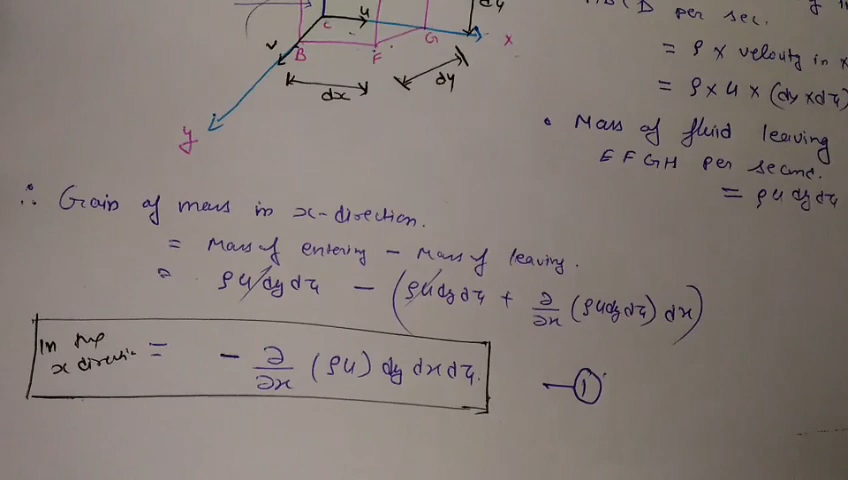 dy
u
C
G
x
V
B
F
dx
dy
y
per sec.
= ρ x velocity in x
= ρ x u x (dy x dz)
• Mass of fluid leaving
EFGH per second.
= ρu dy dz
∴ Gain of mass in x-direction.
= Mass of entering - Mass of leaving.
= ρu dy dz - (ρu dy dz + ∂/∂x (ρu dy dz) dx)
In the
x direction = - ∂/∂x (ρu) dy dx dz. — 1